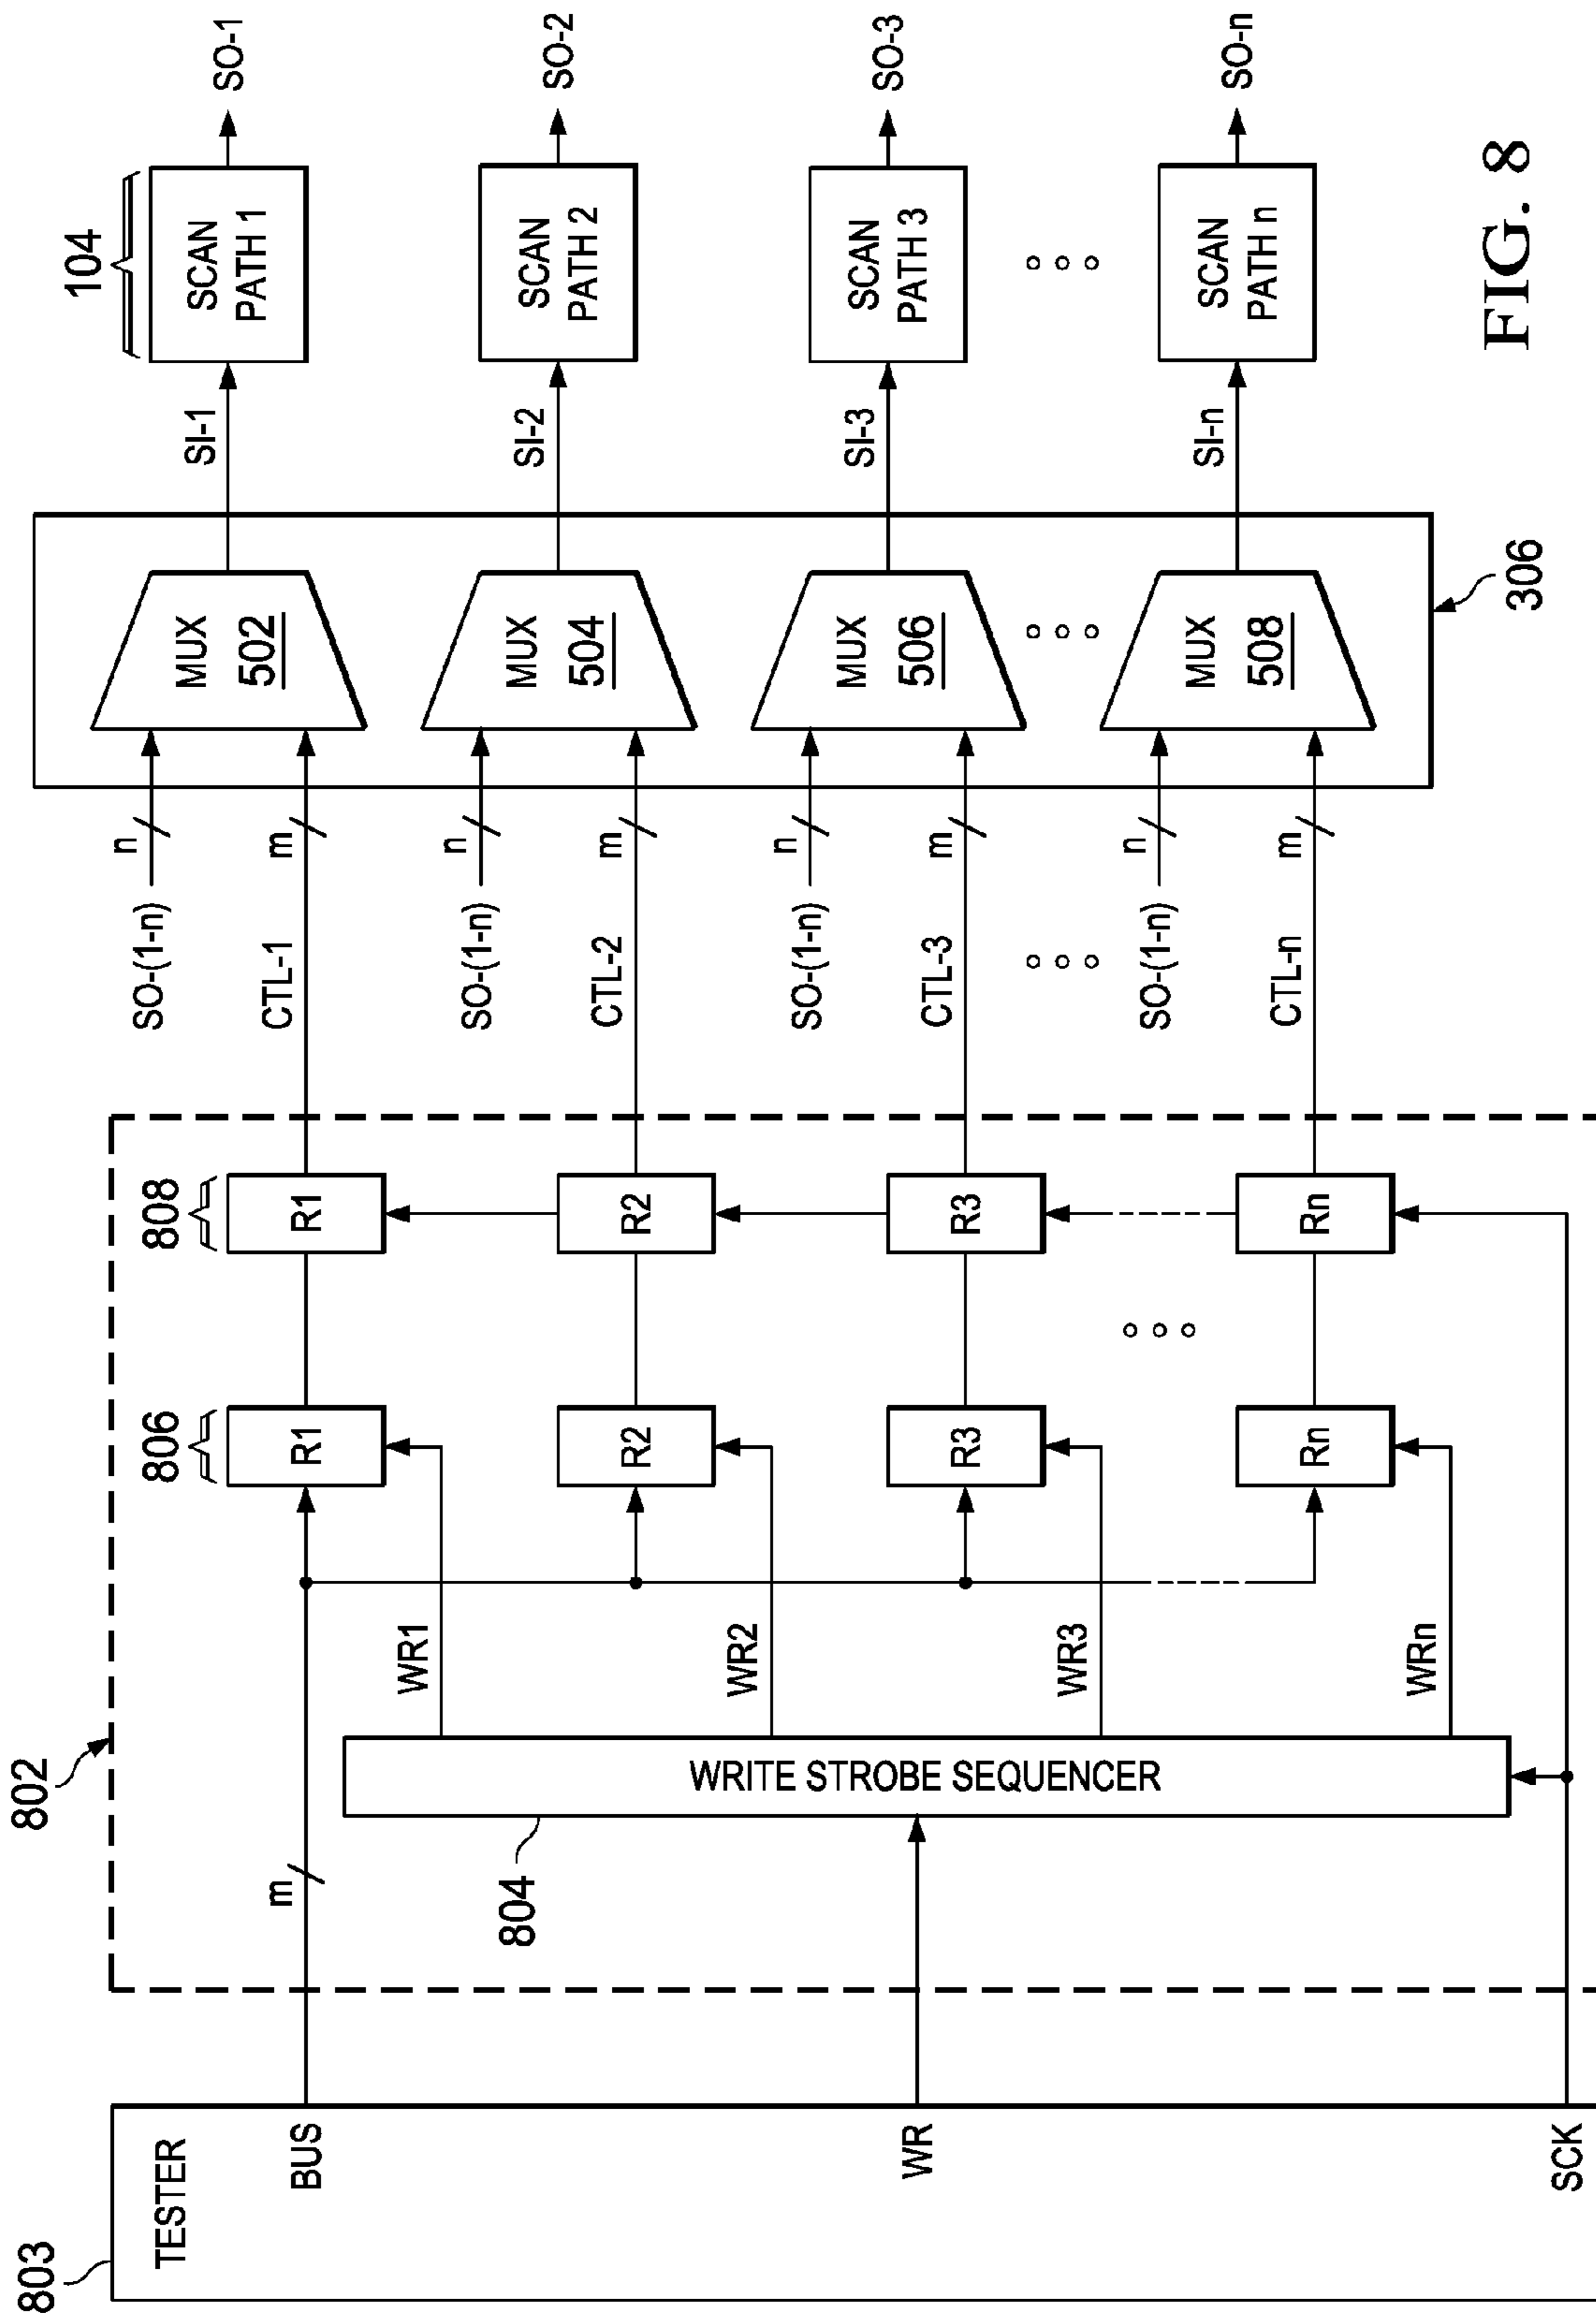 803
TESTER
BUS
WR
SCK
802
m
804
WRITE STROBE SEQUENCER
WR1
WR2
WR3
WRn
806
R1
R2
R3
Rn
808
R1
R2
R3
Rn
SO-(1-n)
n
CTL-1
m
SO-(1-n)
n
CTL-2
m
SO-(1-n)
n
CTL-3
m
SO-(1-n)
n
CTL-n
m
MUX
502
MUX
504
MUX
506
MUX
508
306
SI-1
SI-2
SI-3
SI-n
104
SCAN
PATH 1
SCAN
PATH 2
SCAN
PATH 3
SCAN
PATH n
SO-1
SO-2
SO-3
SO-n
FIG. 8